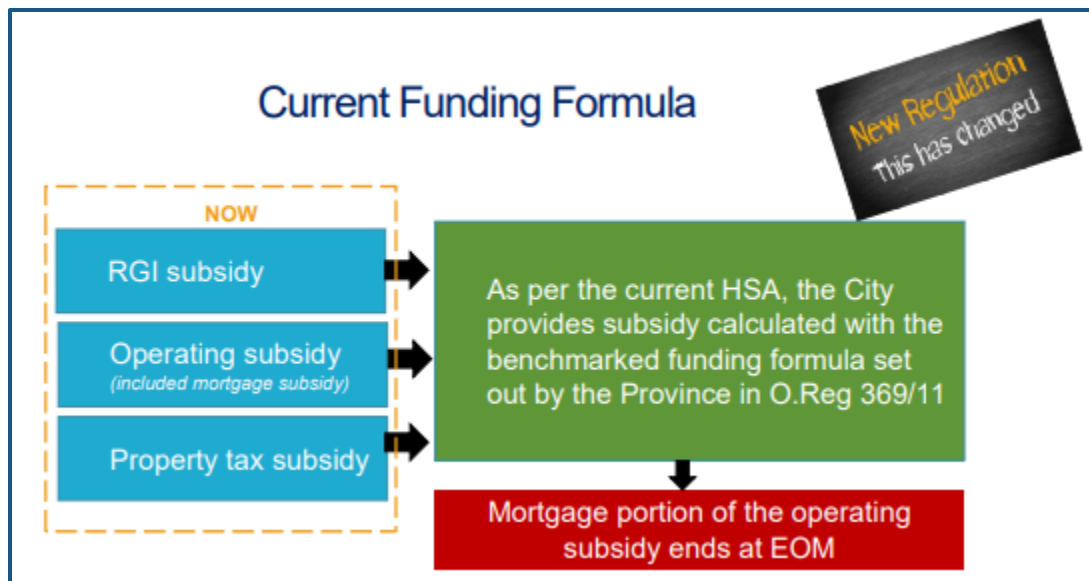 Current Funding Formula
New Regulation
This has changed
NOW
RGI subsidy
Operating subsidy
(included mortgage subsidy)
Property tax subsidy
As per the current HSA, the City
provides subsidy calculated with the
benchmarked funding formula set
out by the Province in O.Reg 369/11
Mortgage portion of the operating
subsidy ends at EOM